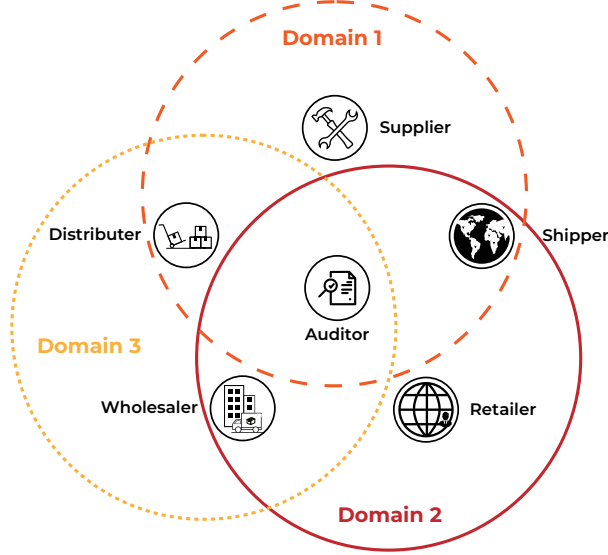 Domain 1
Supplier
Distributer
Shipper
Auditor
Domain 3
Wholesaler
Retailer
Domain 2